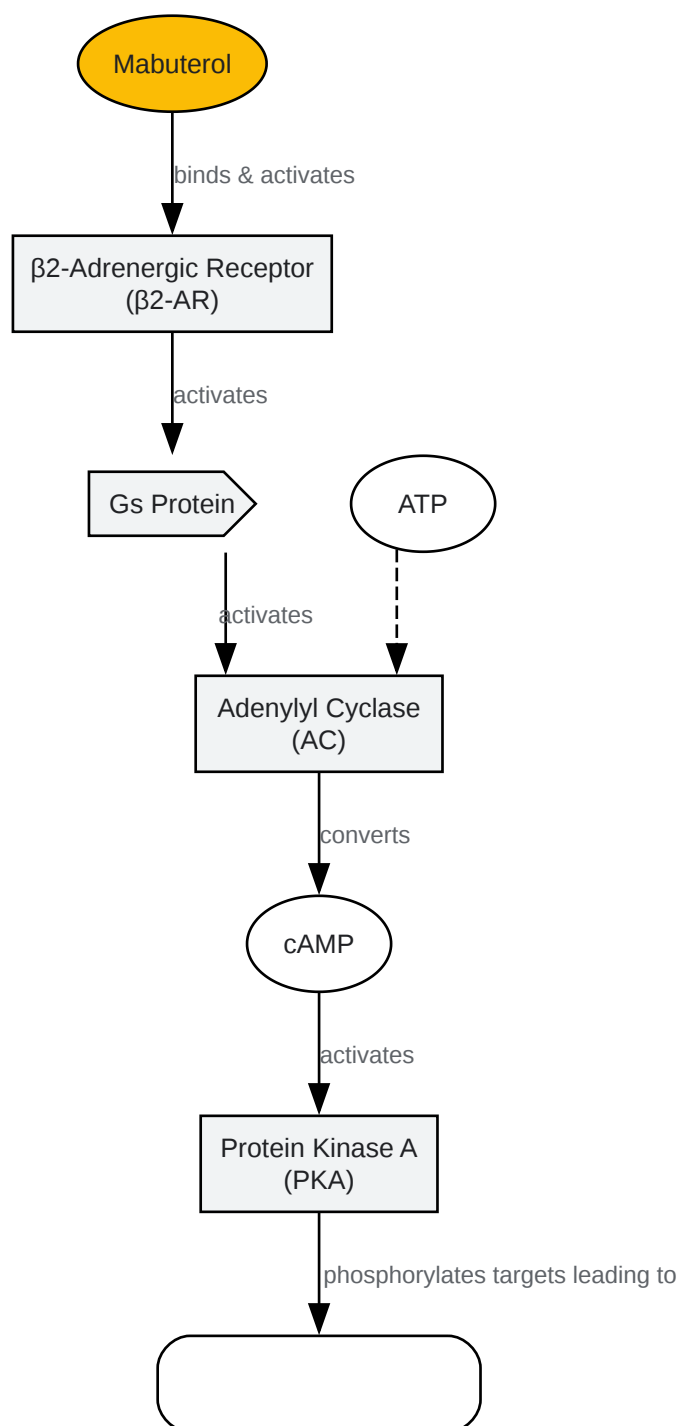 Mabuterol
binds & activates
β2-Adrenergic Receptor
(β2-AR)
activates
Gs Protein
ATP
activates
Adenylyl Cyclase
(AC)
converts
cAMP
activates
Protein Kinase A
(PKA)
phosphorylates targets leading to